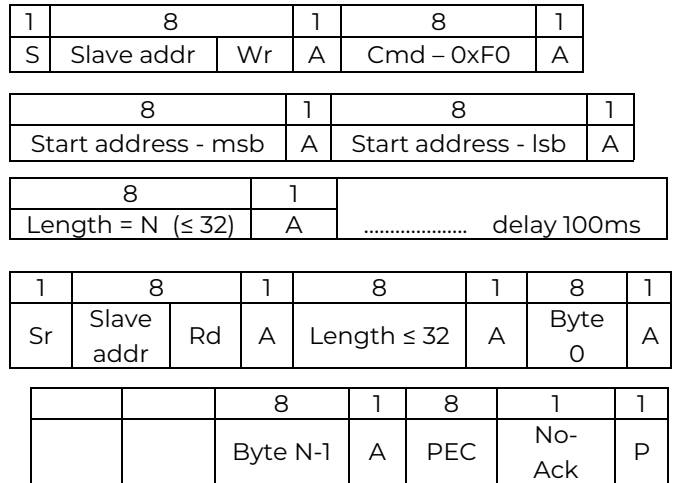 1 8 1 8 1
S Slave addr Wr A Cmd – 0xF0 A
8 1 8 1
Start address - msb A Start address - lsb A
8 1
Length = N (≤ 32) A .................... delay 100ms
1 8 1 8 1 8 1
Sr Slave addr Rd A Length ≤ 32 A Byte 0 A
8 1 8 1 1
Byte N-1 A PEC No-Ack P